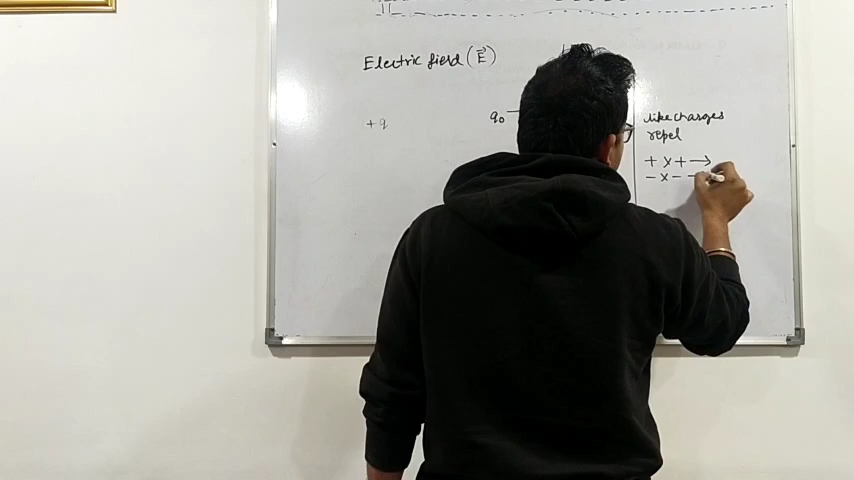 Electric field (E⃗)
+q
q₀ —
like charges
repel
+ x + →
- x - -